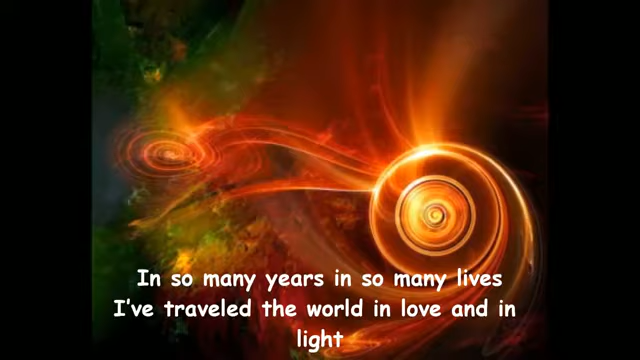 In so many years in so many lives
I've traveled the world in love and in
light